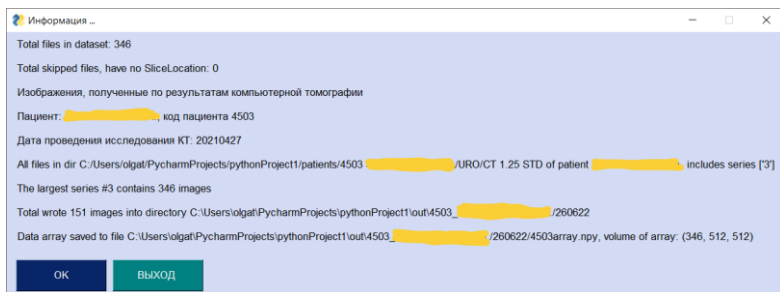 Информация ...
Total files in dataset: 346
Total skipped files, have no SliceLocation: 0
Изображения, полученные по результатам компьютерной томографии
Пациент: , код пациента 4503
Дата проведения исследования КТ: 20210427
All files in dir C:/Users/olgat/PycharmProjects/pythonProject1/patients/4503 /URO/CT 1.25 STD of patient , includes series ['3']
The largest series #3 contains 346 images
Total wrote 151 images into directory C:\Users\olgat\PycharmProjects\pythonProject1\out\4503_ /260622
Data array saved to file C:\Users\olgat\PycharmProjects\pythonProject1\out\4503_ /260622/4503array.npy, volume of array: (346, 512, 512)
OK ВЫХОД